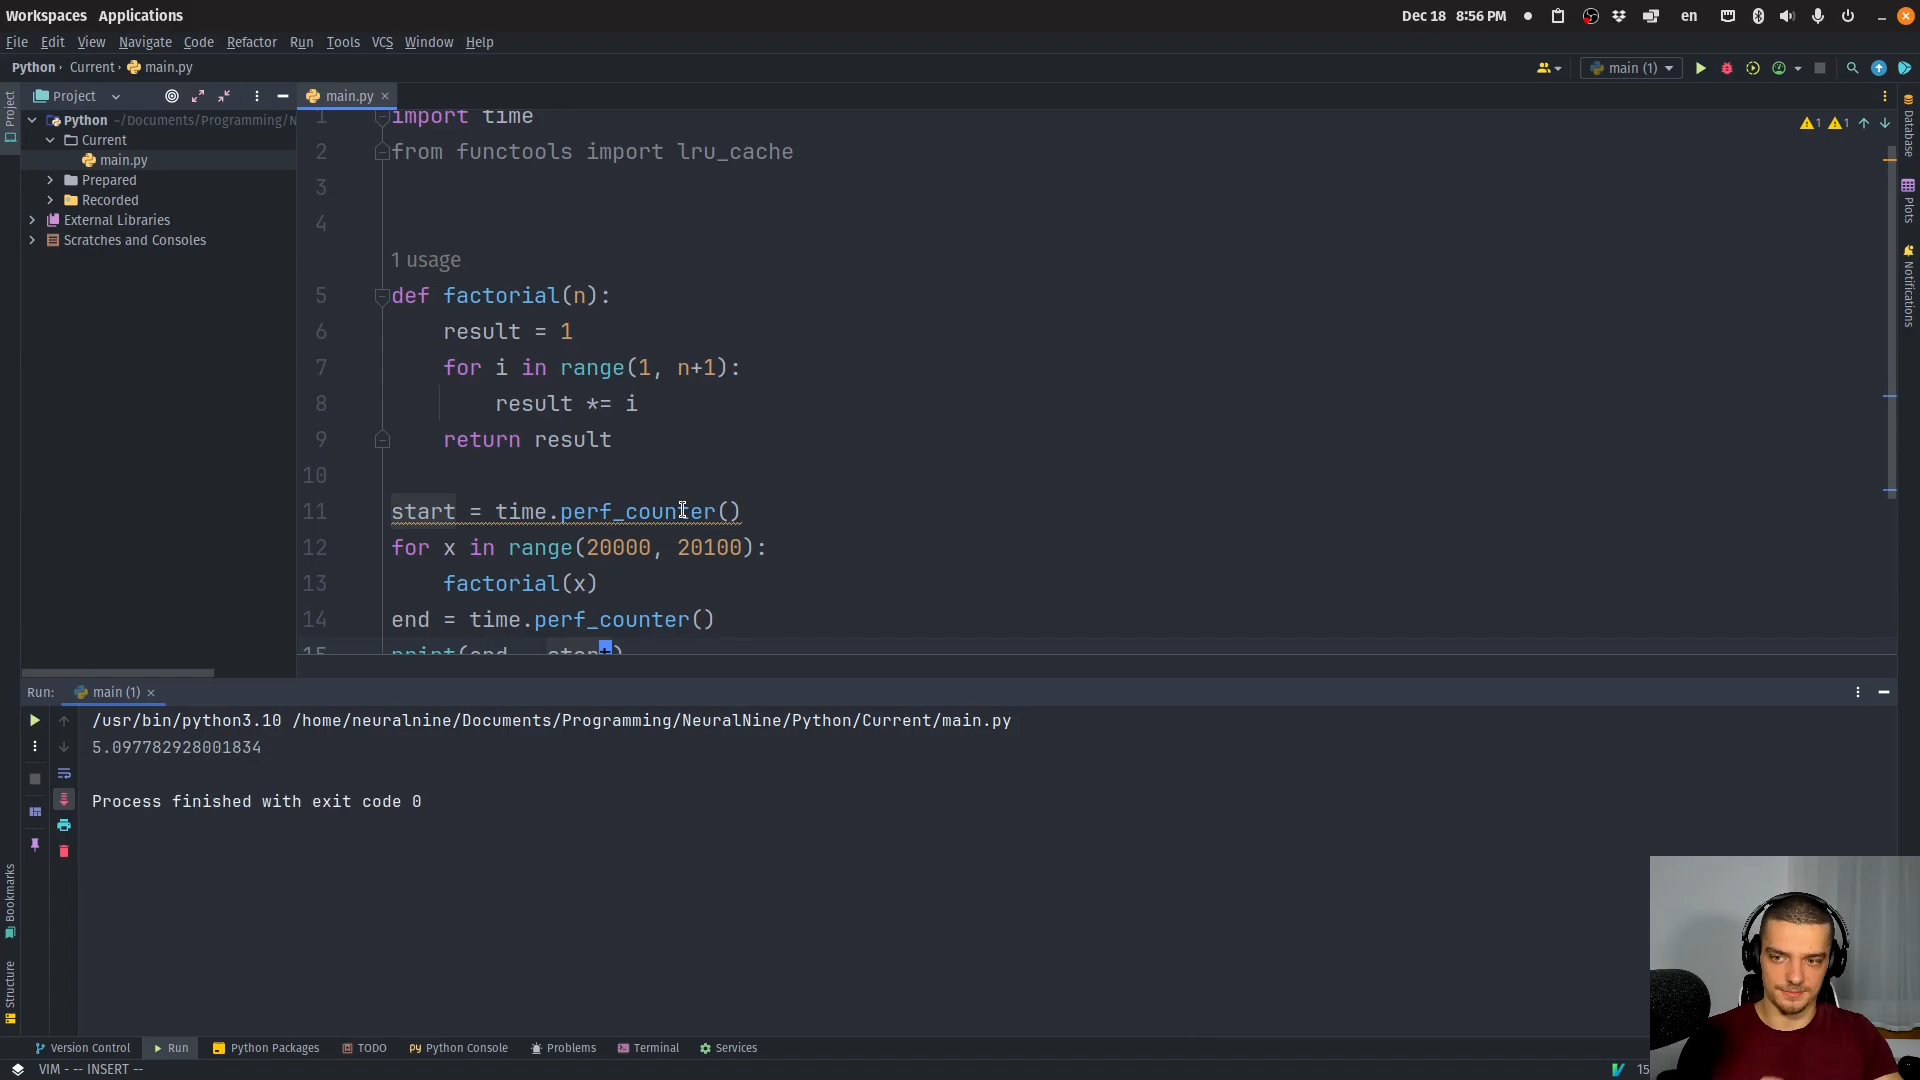 Workspaces Applications
Dec 18 8:56 PM
en
File Edit View Navigate Code Refactor Run Tools VCS Window Help
Python Current main.py
main (1)
Project
main.py
Project
Python ~/Documents/Programming/N
Current
main.py
Prepared
Recorded
External Libraries
Scratches and Consoles
1 import time
2 from functools import lru_cache
3
4
1 usage
5 def factorial(n):
6 result = 1
7 for i in range(1, n+1):
8 result *= i
9 return result
10
11 start = time.perf_counter()
12 for x in range(20000, 20100):
13 factorial(x)
14 end = time.perf_counter()
15 print(end - start)
1 1
Database
Plots
Notifications
Run: main (1)
/usr/bin/python3.10 /home/neuralnine/Documents/Programming/NeuralNine/Python/Current/main.py
5.097782928001834
Process finished with exit code 0
Bookmarks
Structure
Version Control Run Python Packages TODO Python Console Problems Terminal Services
VIM - -- INSERT --
15